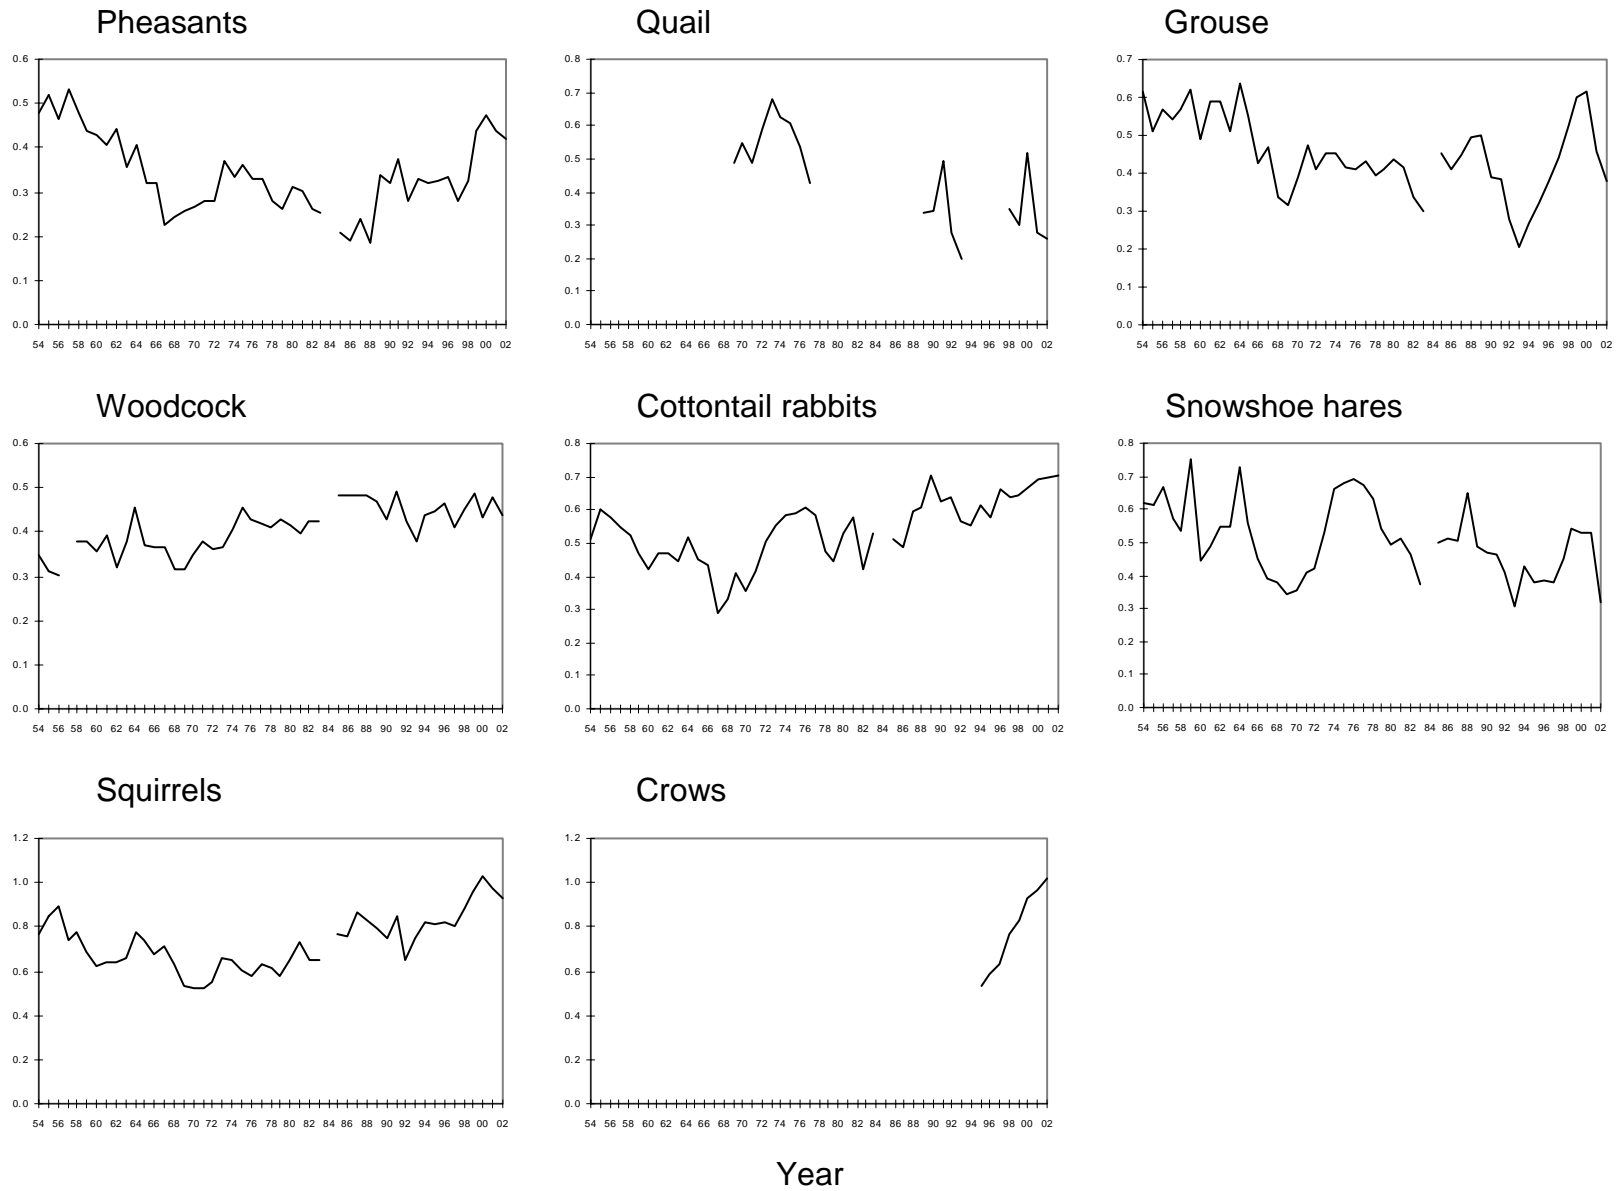 Pheasants Quail Grouse
0.6 0.8 0.7
0.7
0.5 0.6
0.6
0.5
0.4
0.5 0.4
0.3 0.4
0.3
0.2 0.3
0.2
0.2
0.1
0.1 0.1
0.0 0.0 0.0
54 56 58 60 62 64 66 68 70 72 74 76 78 80 82 84 86 88 90 92 94 96 98 00 02 54 56 58 60 62 64 66 68 70 72 74 76 78 80 82 84 86 88 90 92 94 96 98 00 02 54 56 58 60 62 64 66 68 70 72 74 76 78 80 82 84 86 88 90 92 94 96 98 00 02
Woodcock Cottontail rabbits Snowshoe hares
0.6 0.8 0.8
0.7 0.7
0.5
0.6 0.6
0.4
0.5 0.5
0.3 0.4 0.4
0.3 0.3
0.2
0.2 0.2
0.1
0.1 0.1
0.0 0.0 0.0
54 56 58 60 62 64 66 68 70 72 74 76 78 80 82 84 86 88 90 92 94 96 98 00 02 54 56 58 60 62 64 66 68 70 72 74 76 78 80 82 84 86 88 90 92 94 96 98 00 02 54 56 58 60 62 64 66 68 70 72 74 76 78 80 82 84 86 88 90 92 94 96 98 00 02
Squirrels Crows
1.2 1.2
1.0 1.0
0.8 0.8
0.6 0.6
0.4 0.4
0.2 0.2
0.0 0.0
54 56 58 60 62 64 66 68 70 72 74 76 78 80 82 84 86 88 90 92 94 96 98 00 02 54 56 58 60 62 64 66 68 70 72 74 76 78 80 82 84 86 88 90 92 94 96 98 00 02
Year